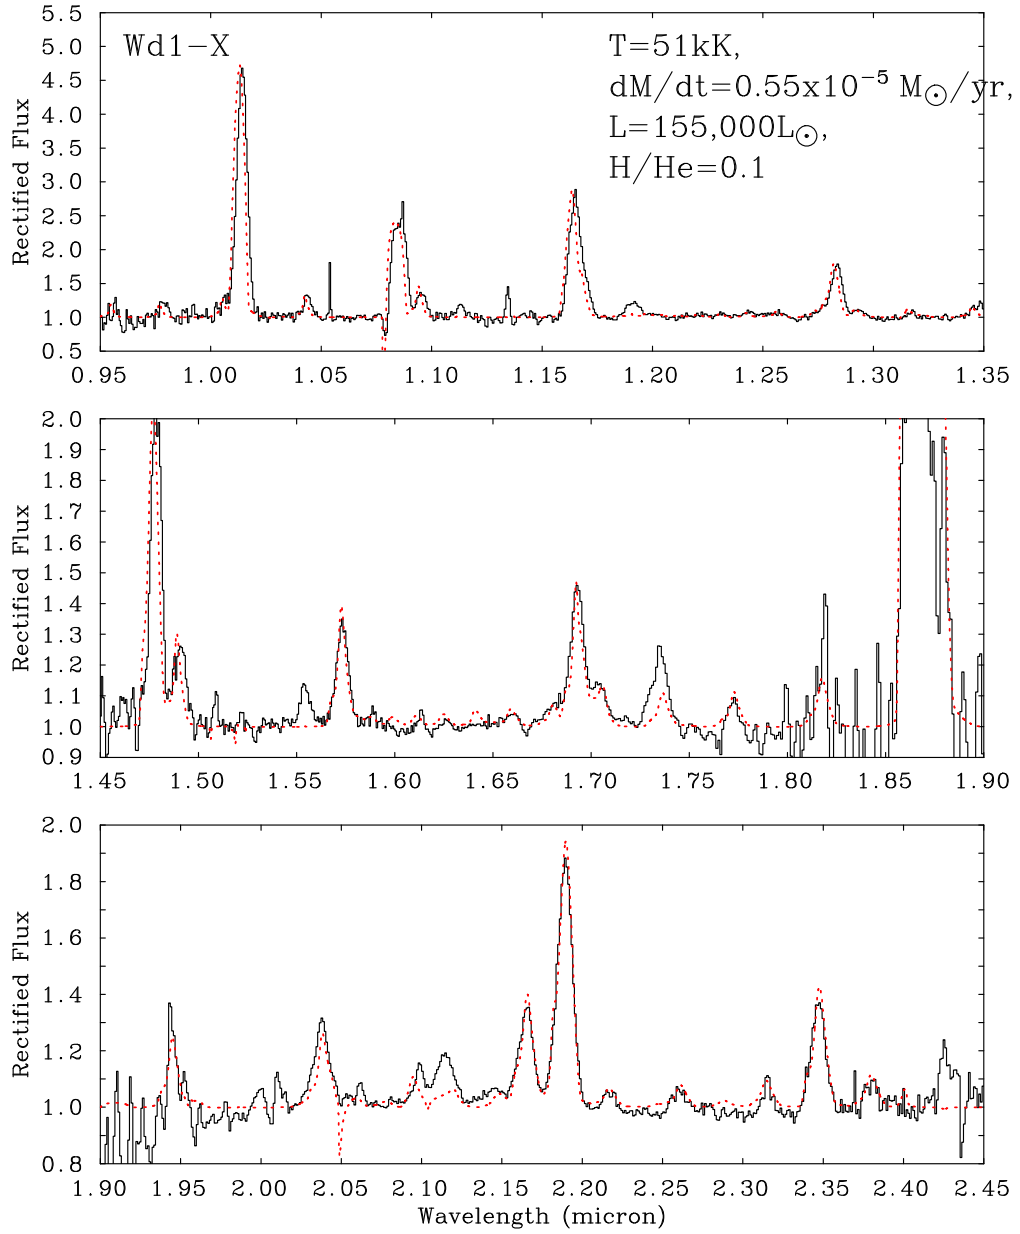 Wd1−X
T=51kK,
dM/dt=0.55x10⁻⁵ M☉/yr,
L=155,000L☉,
H/He=0.1
Rectified Flux
5.5
5.0
4.5
4.0
3.5
3.0
2.5
2.0
1.5
1.0
0.5
0.95 1.00 1.05 1.10 1.15 1.20 1.25 1.30 1.35
Rectified Flux
2.0
1.9
1.8
1.7
1.6
1.5
1.4
1.3
1.2
1.1
1.0
0.9
1.45 1.50 1.55 1.60 1.65 1.70 1.75 1.80 1.85 1.90
Rectified Flux
2.0
1.8
1.6
1.4
1.2
1.0
0.8
1.90 1.95 2.00 2.05 2.10 2.15 2.20 2.25 2.30 2.35 2.40 2.45
Wavelength (micron)